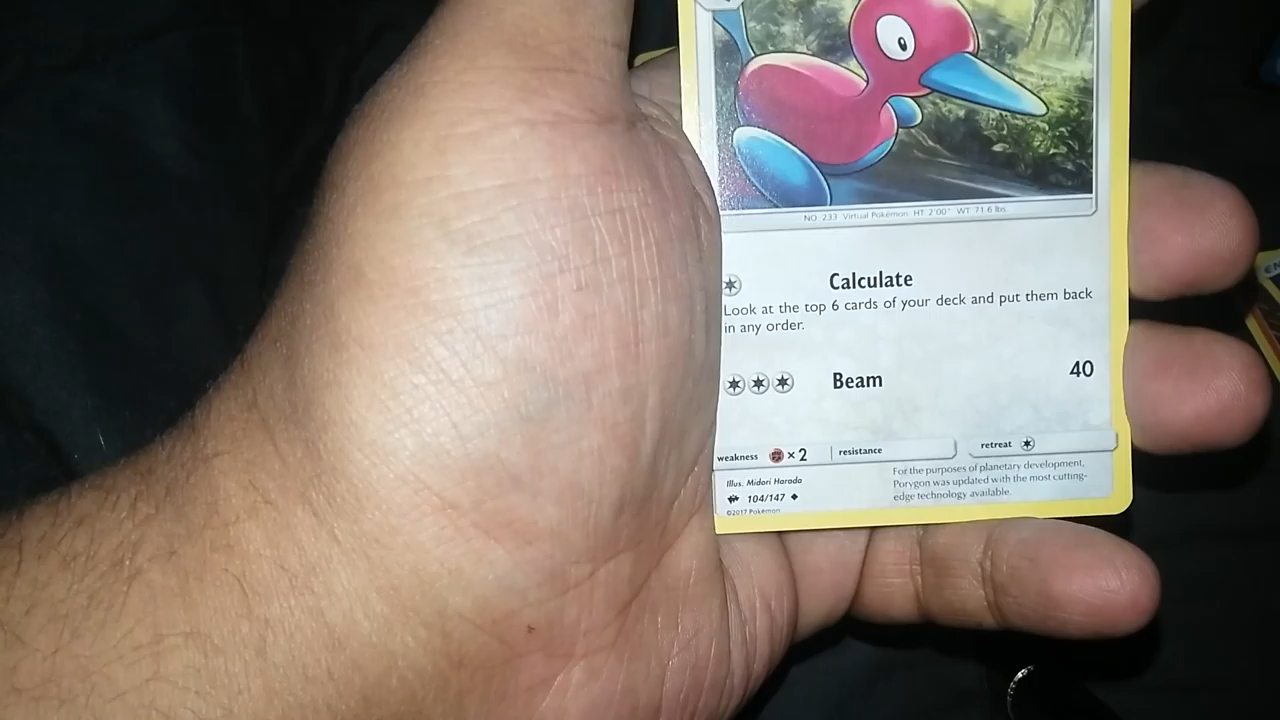 NO. 233 Virtual Pokémon HT: 2'00" WT: 71.6 lbs.
Calculate
Look at the top 6 cards of your deck and put them back
in any order.
Beam 40
weakness ×2 resistance retreat
Illus. Midori Harada
104/147
©2017 Pokémon
For the purposes of planetary development,
Porygon was updated with the most cutting-
edge technology available.